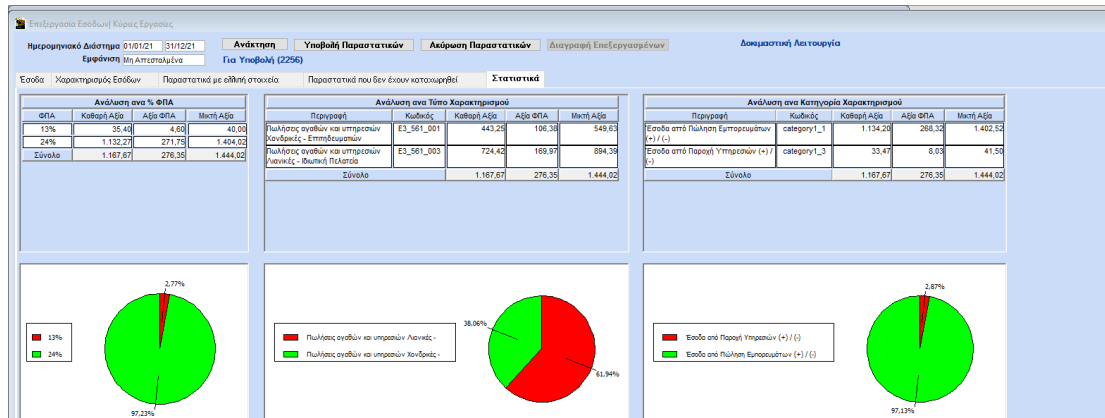 Επεξεργασία Εσόδων| Κύριες Εργασίες
Ημερομηνιακό Διάστημα 01/01/21 31/12/21 Ανάκτηση Υποβολή Παραστατικών Ακύρωση Παραστατικών Διαγραφή Επεξεργασμένων Δοκιμαστική Λειτουργία
Εμφάνιση Μη Απεσταλμένα Για Υποβολή (2256)
Έσοδα Χαρακτηρισμός Εσόδων Παραστατικά με ελλιπή στοιχεία Παραστατικά που δεν έχουν καταχωρηθεί Στατιστικά
Ανάλυση ανα % ΦΠΑ
ΦΠΑ Καθαρή Αξία Αξία ΦΠΑ Μικτή Αξία
13% 35,40 4,60 40,00
24% 1.132,27 271,75 1.404,02
Σύνολο 1.167,67 276,35 1.444,02
Ανάλυση ανα Τύπο Χαρακτηρισμού
Περιγραφή Κωδικός Καθαρή Αξία Αξία ΦΠΑ Μικτή Αξία
Πωλήσεις αγαθών και υπηρεσιών E3_561_001 443,25 106,38 549,63
Χονδρικές - Επιτηδευματιών
Πωλήσεις αγαθών και υπηρεσιών E3_561_003 724,42 169,97 894,39
Λιανικές - Ιδιωτική Πελατεία
Σύνολο 1.167,67 276,35 1.444,02
Ανάλυση ανα Κατηγορία Χαρακτηρισμού
Περιγραφή Κωδικός Καθαρή Αξία Αξία ΦΠΑ Μικτή Αξία
Έσοδα από Πώληση Εμπορευμάτων category1_1 1.134,20 268,32 1.402,52
(+) / (-)
Έσοδα από Παροχή Υπηρεσιών (+) / category1_3 33,47 8,03 41,50
(-)
Σύνολο 1.167,67 276,35 1.444,02
2,77%
13%
24%
97,23%
38,06%
Πωλήσεις αγαθών και υπηρεσιών Λιανικές -
Πωλήσεις αγαθών και υπηρεσιών Χονδρικές -
61,94%
2,87%
Έσοδα από Παροχή Υπηρεσιών (+) / (-)
Έσοδα από Πώληση Εμπορευμάτων (+) / (-)
97,13%